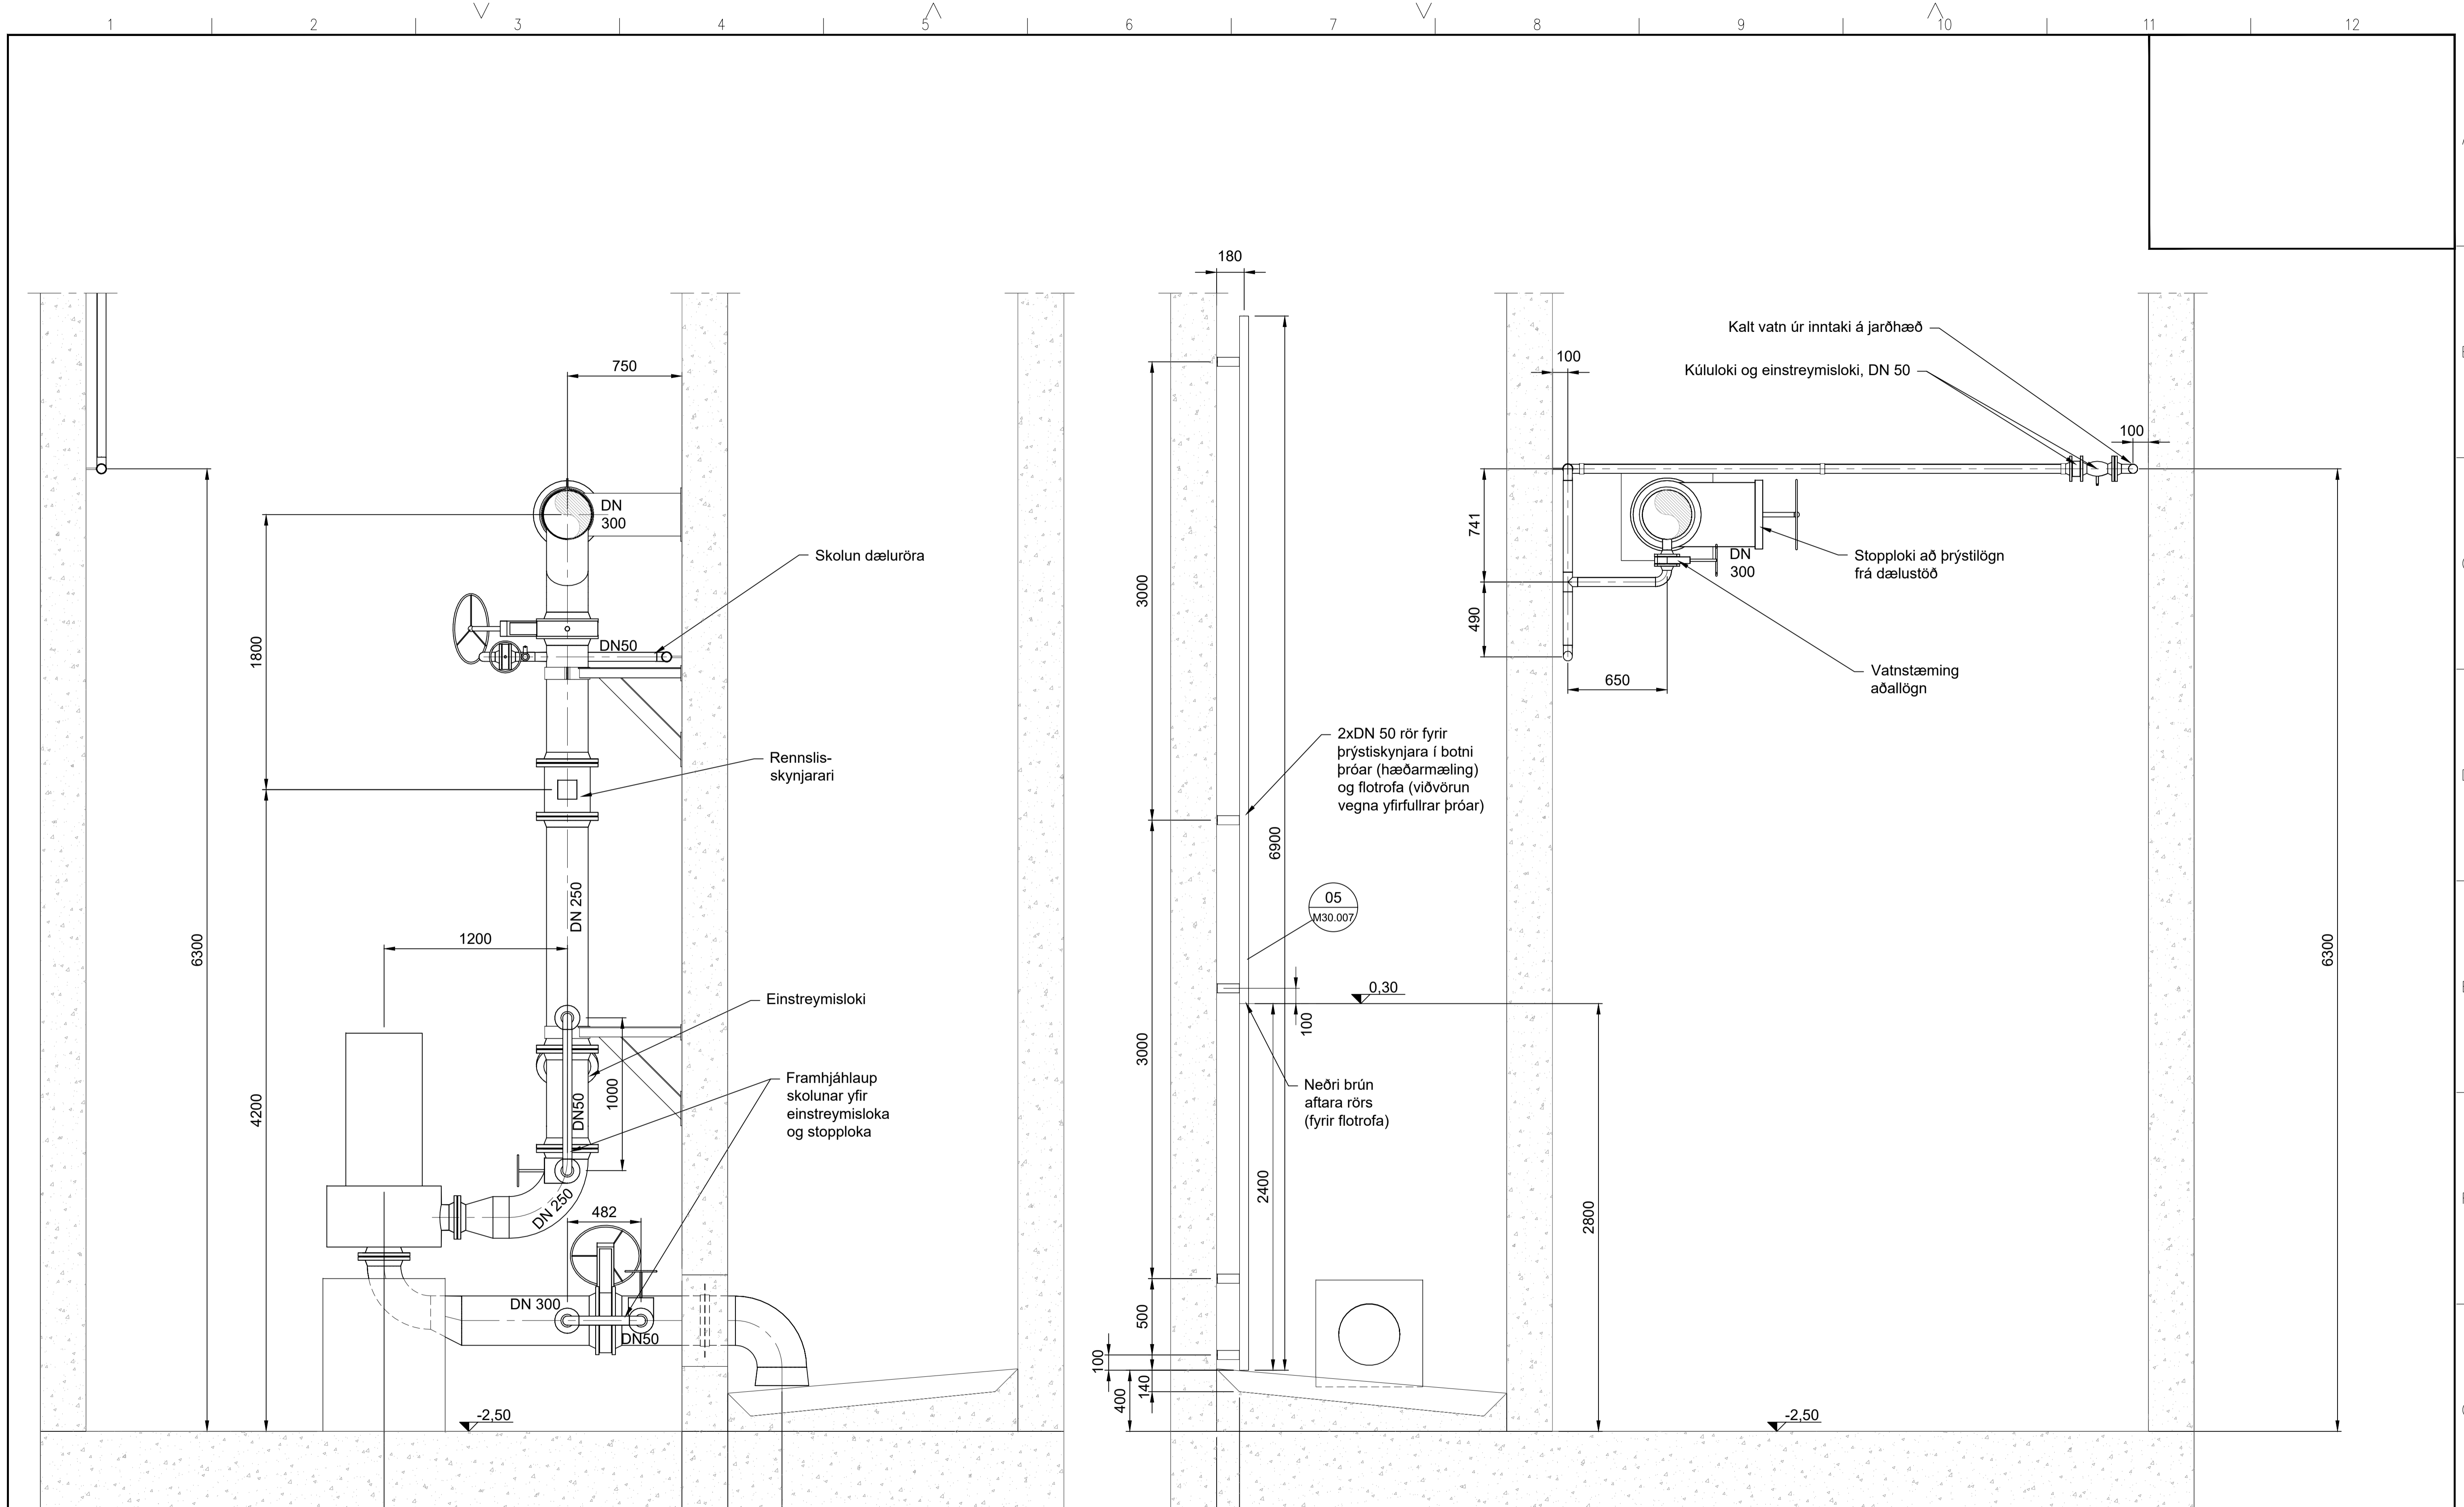 1 2 3 4 5 6 7 8 9 10 11 12
180
750
100
Kalt vatn úr inntaki á jarðhæð
Kúluloki og einstreymisloki, DN 50
100
DN
300
Skolun dæluröra
DN50
1800
3000
741
490
650
DN
300
Stopploki að þrýstilögn
frá dælustöð
Vatnstæming
aðallögn
Rennslis-
skynjarari
2xDN 50 rör fyrir
þrýstiskynjara í botni
þróar (hæðarmæling)
og flotrofa (viðvörun
vegna yfirfullrar þróar)
6900
DN 250
05
M30.007
1200
6300
6300
Einstreymisloki
0,30
100
3000
Framhjáhlaup
skolunar yfir
einstreymisloka
og stopploka
1000
DN50
4200
Neðri brún
aftara rörs
(fyrir flotrofa)
2400
2800
DN 250
482
DN 300
DN50
500
100
140
400
-2,50
-2,50